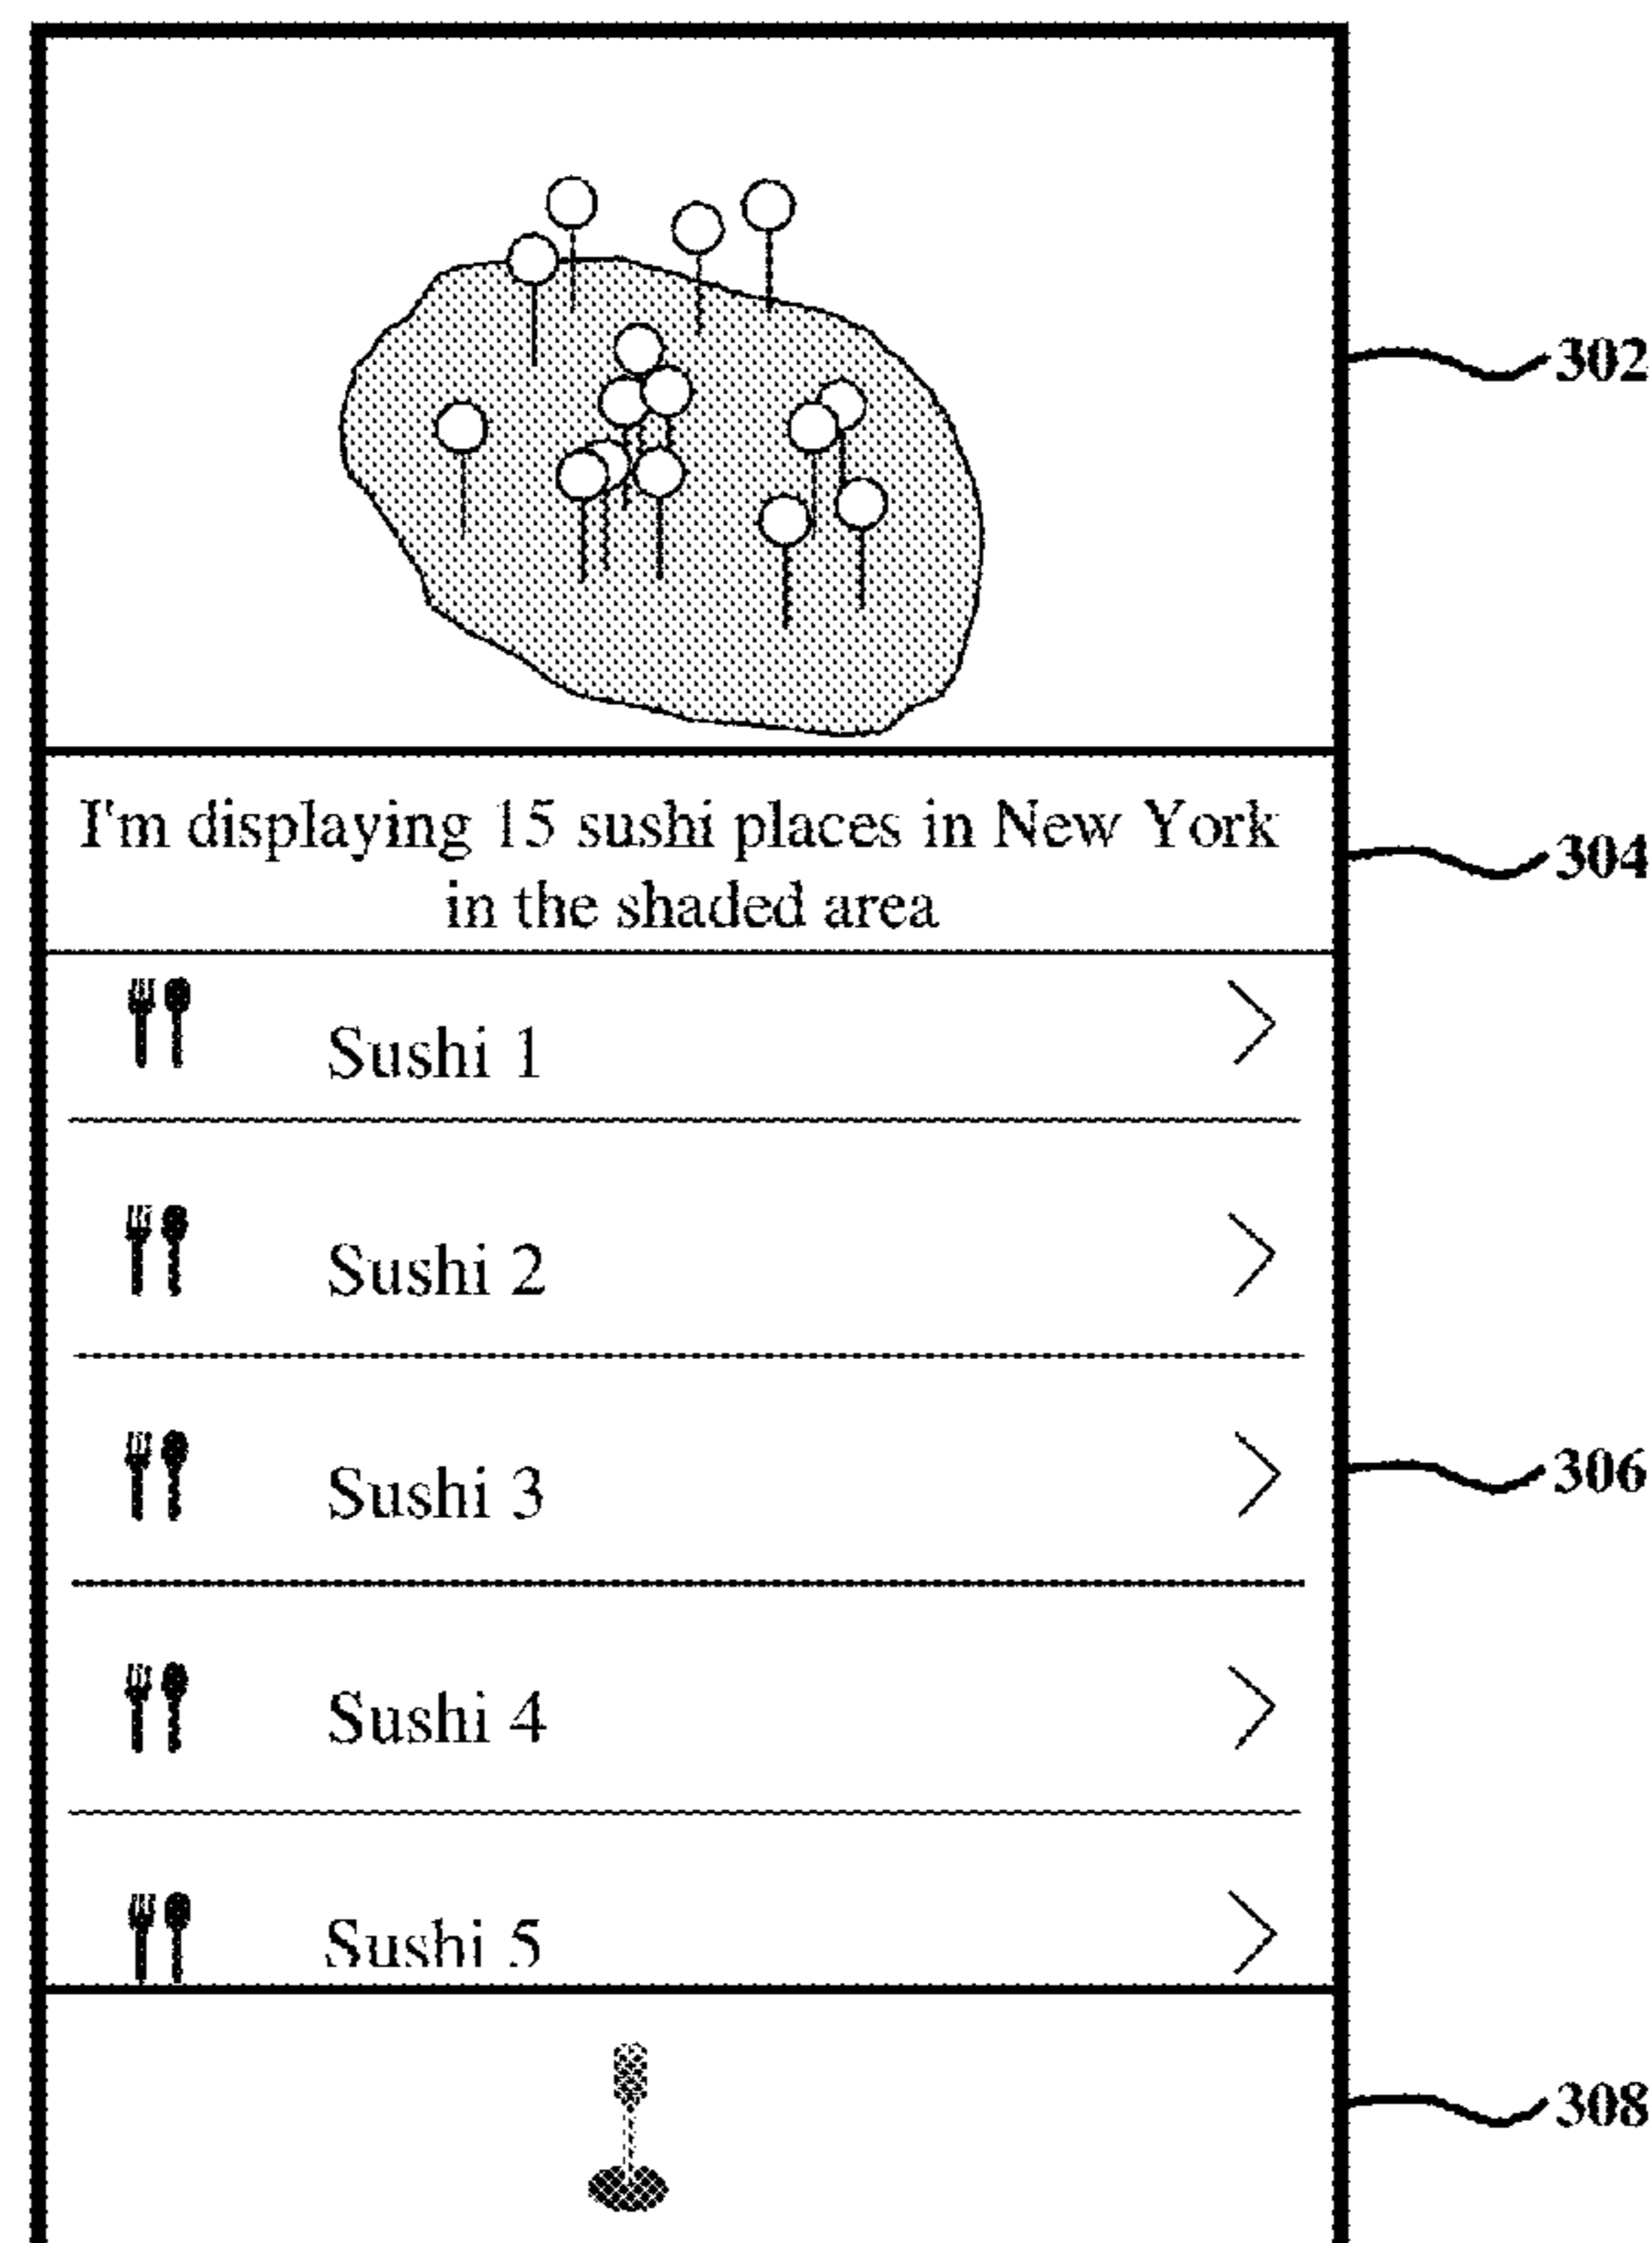 302
I'm displaying 15 sushi places in New York
in the shaded area
304
Sushi 1
Sushi 2
Sushi 3
306
Sushi 4
Sushi 5
308